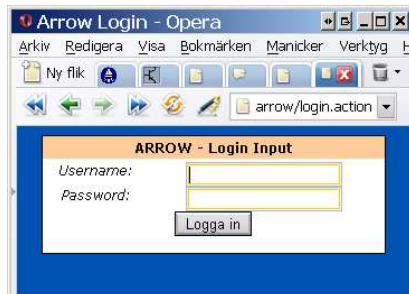 Arrow Login - Opera
Arkiv Redigera Visa Bokmärken Manicker Verktyg H
Ny flik
arrow/login.action
ARROW - Login Input
Username:
Password:
Logga in